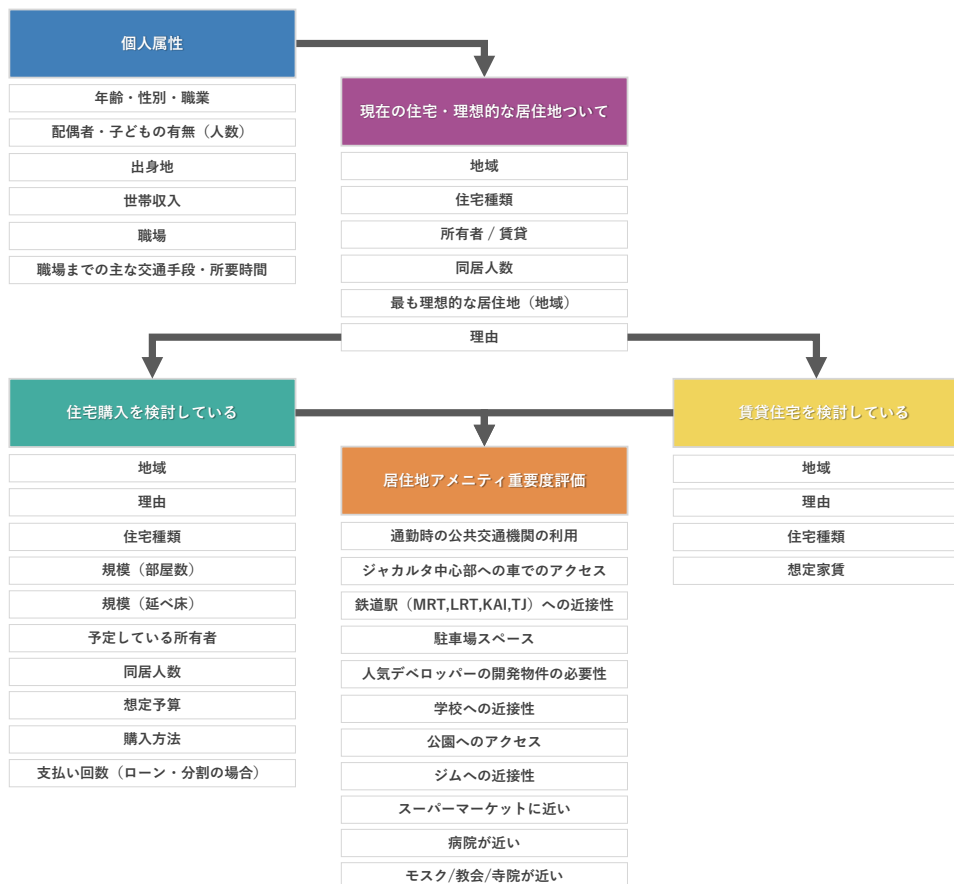 個人属性
年齢・性別・職業
配偶者・子どもの有無（人数）
出身地
世帯収入
職場
職場までの主な交通手段・所要時間
現在の住宅・理想的な居住地ついて
地域
住宅種類
所有者 / 賃貸
同居人数
最も理想的な居住地（地域）
理由
住宅購入を検討している
地域
理由
住宅種類
規模（部屋数）
規模（延べ床）
予定している所有者
同居人数
想定予算
購入方法
支払い回数（ローン・分割の場合）
賃貸住宅を検討している
地域
理由
住宅種類
想定家賃
居住地アメニティ重要度評価
通勤時の公共交通機関の利用
ジャカルタ中心部への車でのアクセス
鉄道駅（MRT,LRT,KAI,TJ）への近接性
駐車場スペース
人気デベロッパーの開発物件の必要性
学校への近接性
公園へのアクセス
ジムへの近接性
スーパーマーケットに近い
病院が近い
モスク/教会/寺院が近い